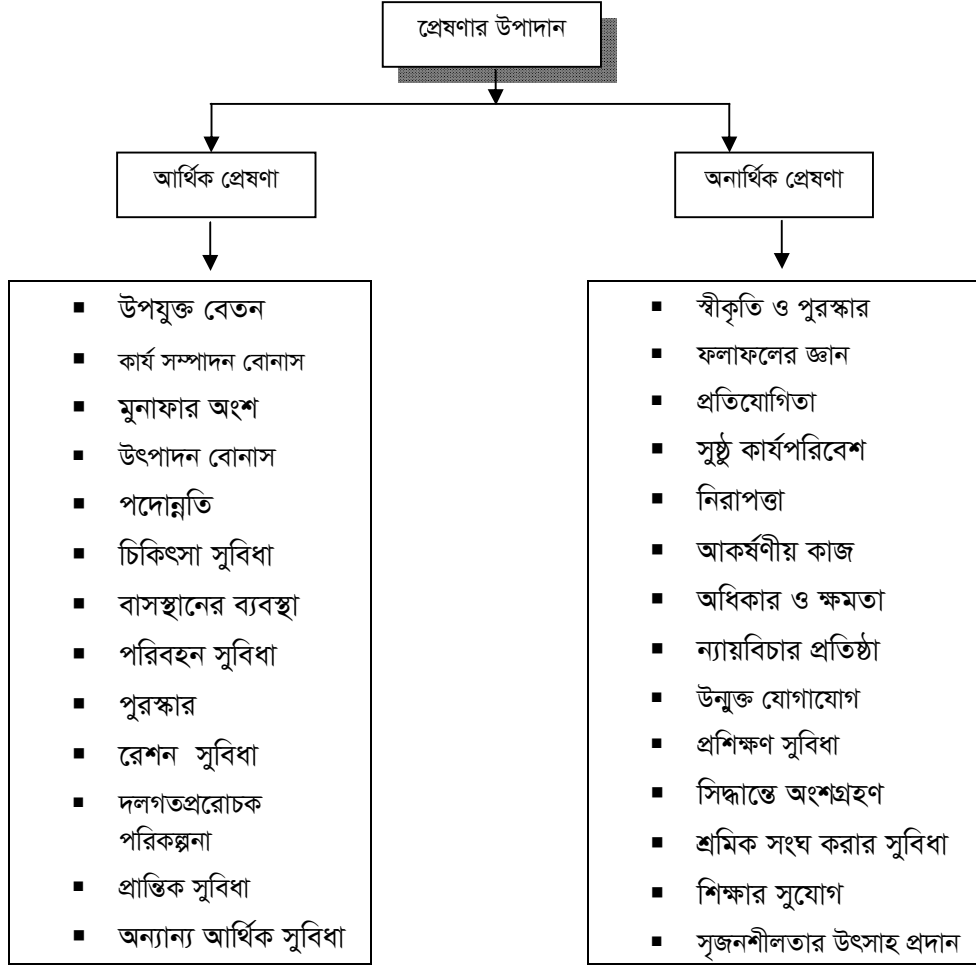 প্রেষণার উপাদান
আর্থিক প্রেষণা
অনার্থিক প্রেষণা
▪ উপযুক্ত বেতন
▪ কার্য সম্পাদন বোনাস
▪ মুনাফার অংশ
▪ উৎপাদন বোনাস
▪ পদোন্নতি
▪ চিকিৎসা সুবিধা
▪ বাসস্থানের ব্যবস্থা
▪ পরিবহন সুবিধা
▪ পুরস্কার
▪ রেশন সুবিধা
▪ দলগতপ্ররোচক
পরিকল্পনা
▪ প্রান্তিক সুবিধা
▪ অন্যান্য আর্থিক সুবিধা
▪ স্বীকৃতি ও পুরস্কার
▪ ফলাফলের জ্ঞান
▪ প্রতিযোগিতা
▪ সুষ্ঠু কার্যপরিবেশ
▪ নিরাপত্তা
▪ আকর্ষণীয় কাজ
▪ অধিকার ও ক্ষমতা
▪ ন্যায়বিচার প্রতিষ্ঠা
▪ উন্মুক্ত যোগাযোগ
▪ প্রশিক্ষণ সুবিধা
▪ সিদ্ধান্তে অংশগ্রহণ
▪ শ্রমিক সংঘ করার সুবিধা
▪ শিক্ষার সুযোগ
▪ সৃজনশীলতার উৎসাহ প্রদান